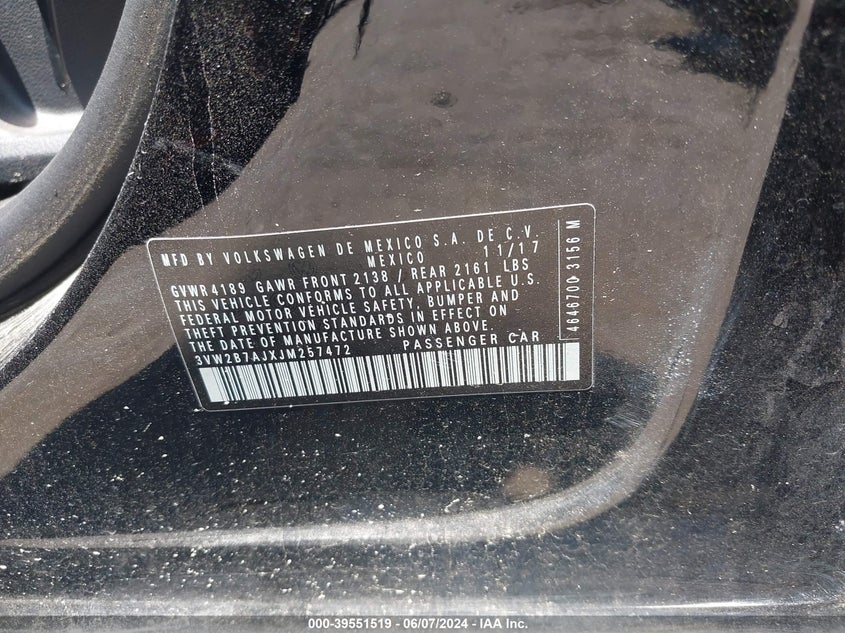 MFD BY VOLKSWAGEN DE MEXICO S.A. DE C.V.
MEXICO 11/17
GVWR4189 GAWR FRONT 2138 / REAR 2161 LBS
THIS VEHICLE CONFORMS TO ALL APPLICABLE U.S.
FEDERAL MOTOR VEHICLE SAFETY, BUMPER AND
THEFT PREVENTION STANDARDS IN EFFECT ON
THE DATE OF MANUFACTURE SHOWN ABOVE.
3VW2B7AJXJM257472 PASSENGER CAR
4646700 3156 M
000-39551519 - 06/07/2024 - IAA Inc.